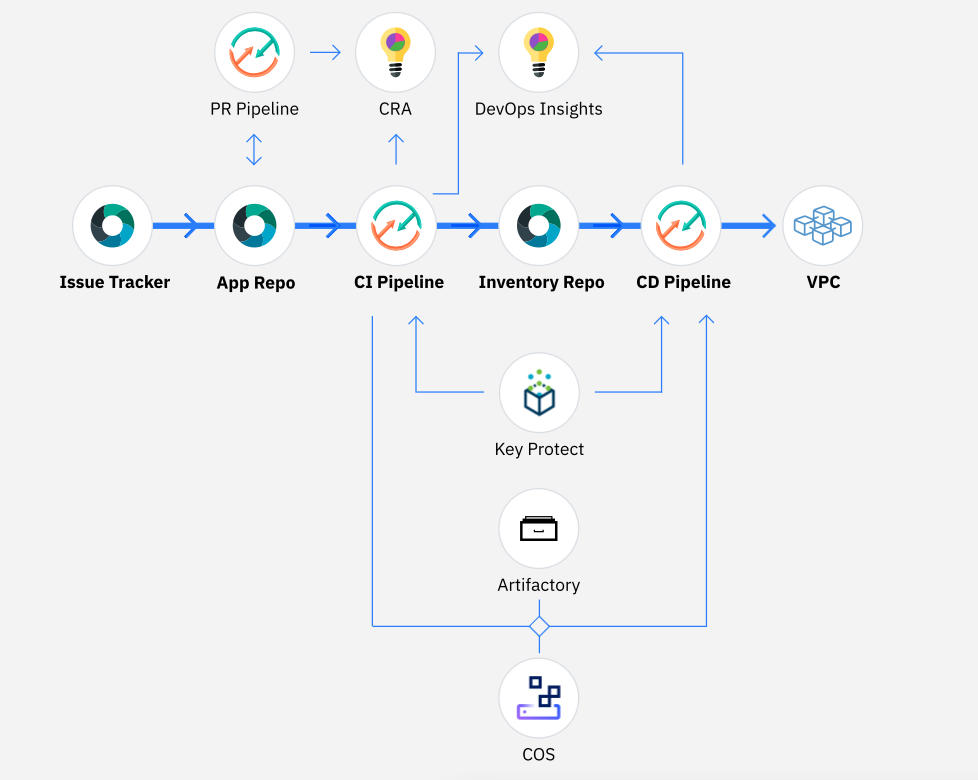 PR Pipeline
CRA
DevOps Insights
Issue Tracker
App Repo
CI Pipeline
Inventory Repo
CD Pipeline
VPC
Key Protect
Artifactory
COS